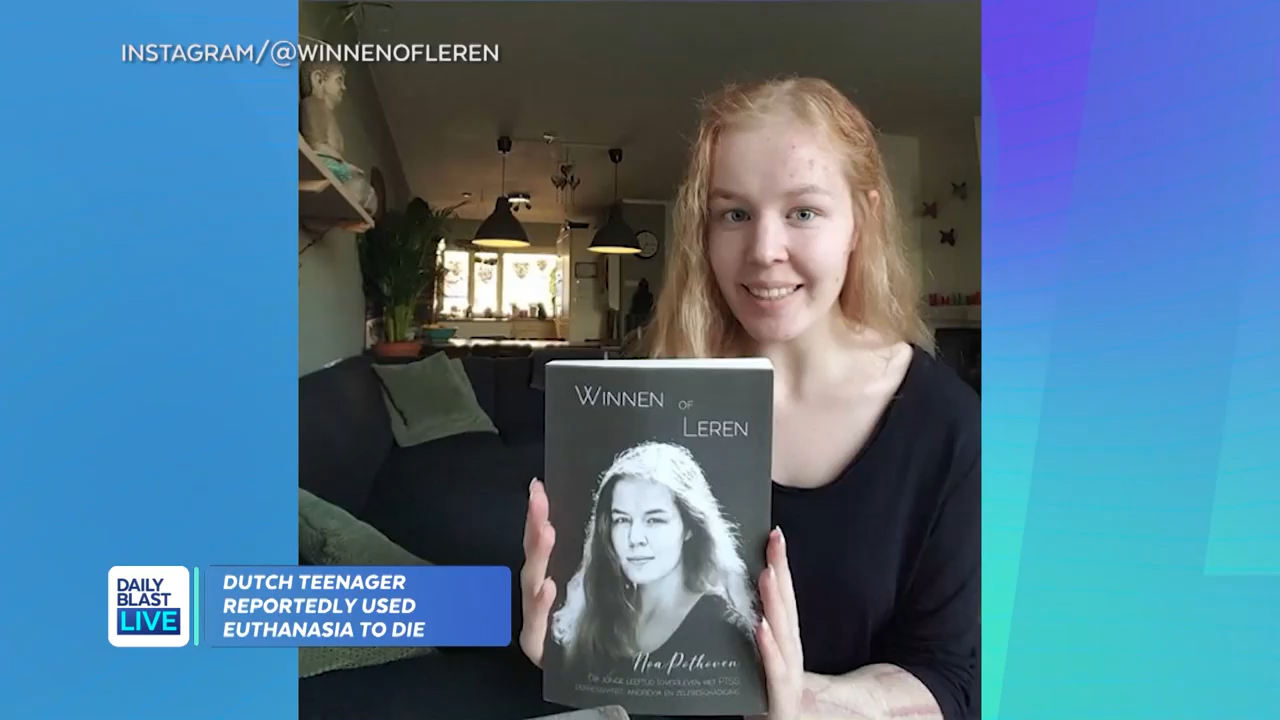 INSTAGRAM/@WINNENOFLEREN
WINNEN OF
LEREN
Noa Pothoven
DAILY
BLAST
LIVE
DUTCH TEENAGER
REPORTEDLY USED
EUTHANASIA TO DIE